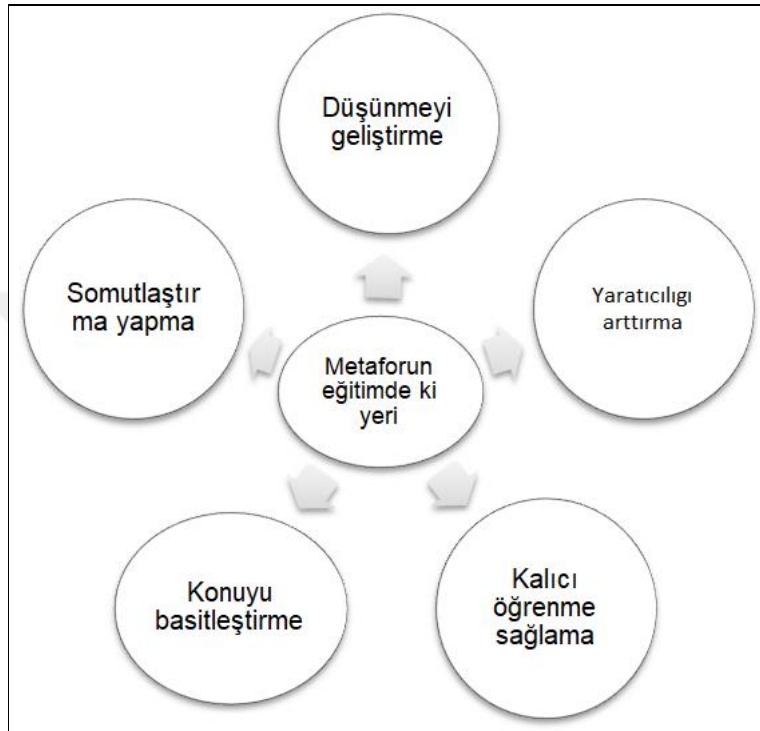 Düşünmeyi
geliştirme
Somutlaştır
ma yapma
Yaratıcılıgı
arttırma
Metaforun
eğitimde ki
yeri
Konuyu
basitleştirme
Kalıcı
öğrenme
sağlama